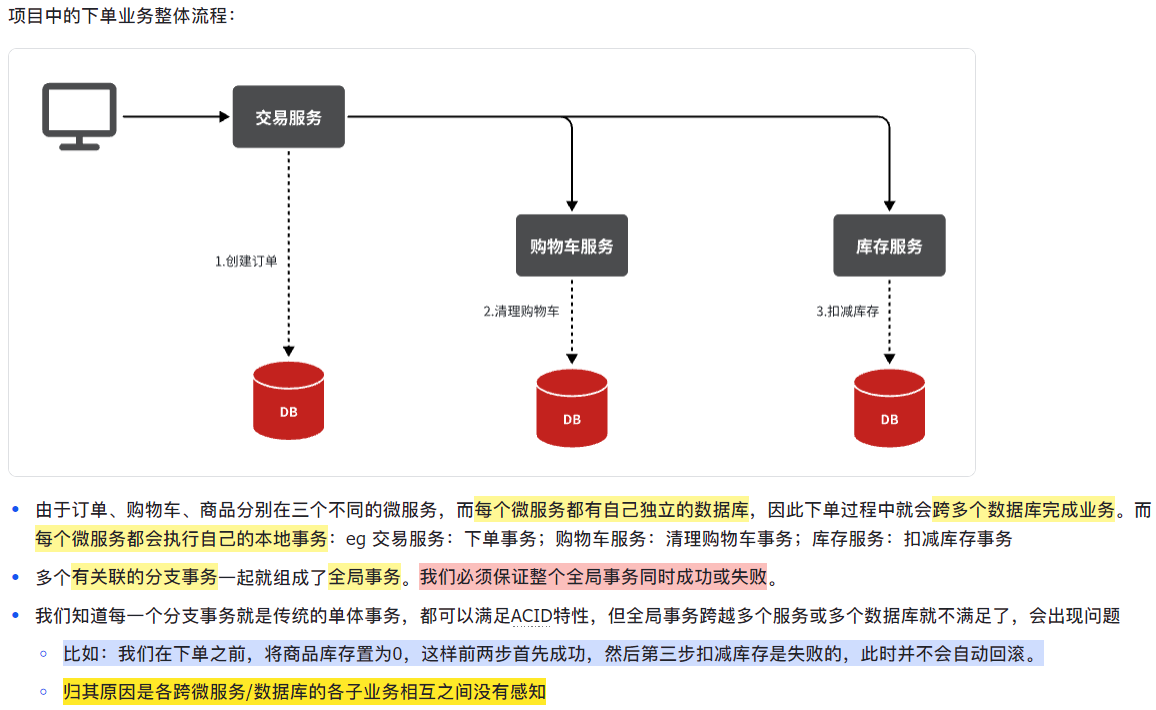 项目中的下单业务整体流程：
交易服务
购物车服务
库存服务
1.创建订单
2.清理购物车
3.扣减库存
DB
DB
DB
由于订单、购物车、商品分别在三个不同的微服务，而每个微服务都有自己独立的数据库，因此下单过程中就会跨多个数据库完成业务。而
每个微服务都会执行自己的本地事务：eg 交易服务：下单事务；购物车服务：清理购物车事务；库存服务：扣减库存事务
多个有关联的分支事务一起就组成了全局事务。我们必须保证整个全局事务同时成功或失败。
我们知道每一个分支事务就是传统的单体事务，都可以满足ACID特性，但全局事务跨越多个服务或多个数据库就不满足了，会出现问题
比如：我们在下单之前，将商品库存置为0，这样前两步首先成功，然后第三步扣减库存是失败的，此时并不会自动回滚。
归其原因是各跨微服务/数据库的各子业务相互之间没有感知